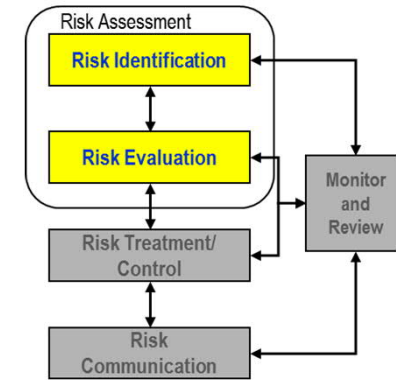 Risk Assessment
Risk Identification
Risk Evaluation
Monitor
and
Review
Risk Treatment/
Control
Risk
Communication